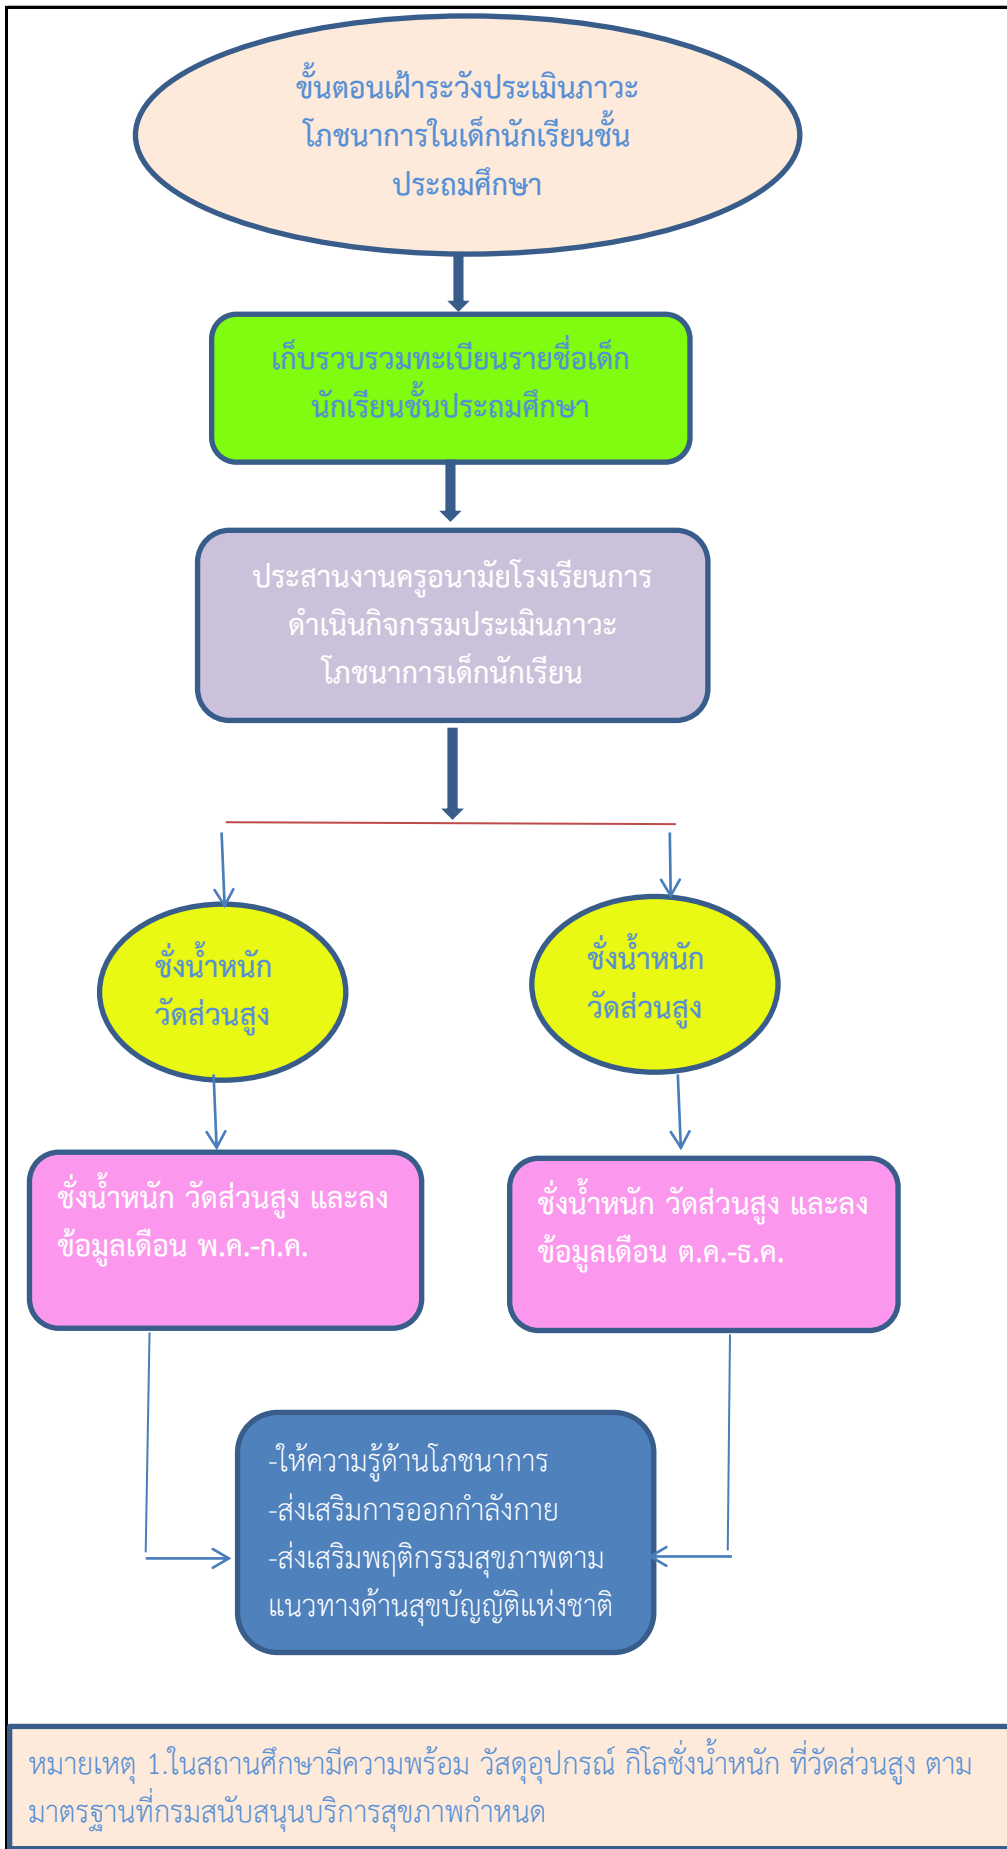 ขั้นตอนเฝ้าระวังประเมินภาวะ
โภชนาการในเด็กนักเรียนชั้น
ประถมศึกษา
เก็บรวบรวมทะเบียนรายชื่อเด็ก
นักเรียนชั้นประถมศึกษา
ประสานงานครูอนามัยโรงเรียนการ
ดำเนินกิจกรรมประเมินภาวะ
โภชนาการเด็กนักเรียน
ชั่งน้ำหนัก
วัดส่วนสูง
ชั่งน้ำหนัก
วัดส่วนสูง
ชั่งน้ำหนัก วัดส่วนสูง และลง
ข้อมูลเดือน พ.ค.-ก.ค.
ชั่งน้ำหนัก วัดส่วนสูง และลง
ข้อมูลเดือน ต.ค.-ธ.ค.
-ให้ความรู้ด้านโภชนาการ
-ส่งเสริมการออกกำลังกาย
-ส่งเสริมพฤติกรรมสุขภาพตาม
แนวทางด้านสุขบัญญัติแห่งชาติ
หมายเหตุ 1.ในสถานศึกษามีความพร้อม วัสดุอุปกรณ์ กิโลชั่งน้ำหนัก ที่วัดส่วนสูง ตาม
มาตรฐานที่กรมสนับสนุนบริการสุขภาพกำหนด